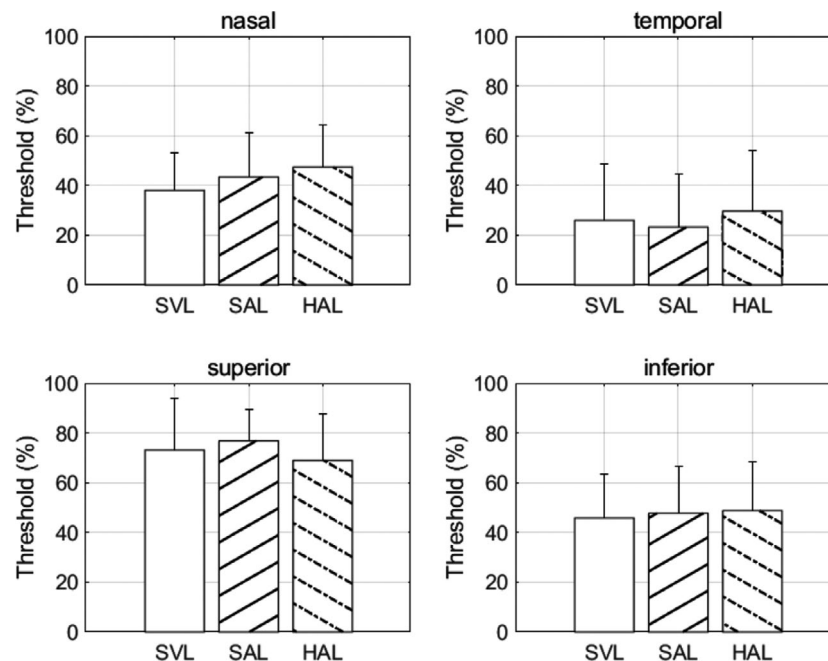 nasal
100
80
60
40
20
0
Threshold (%)
SVL SAL HAL
temporal
100
80
60
40
20
0
Threshold (%)
SVL SAL HAL
superior
100
80
60
40
20
0
Threshold (%)
SVL SAL HAL
inferior
100
80
60
40
20
0
Threshold (%)
SVL SAL HAL